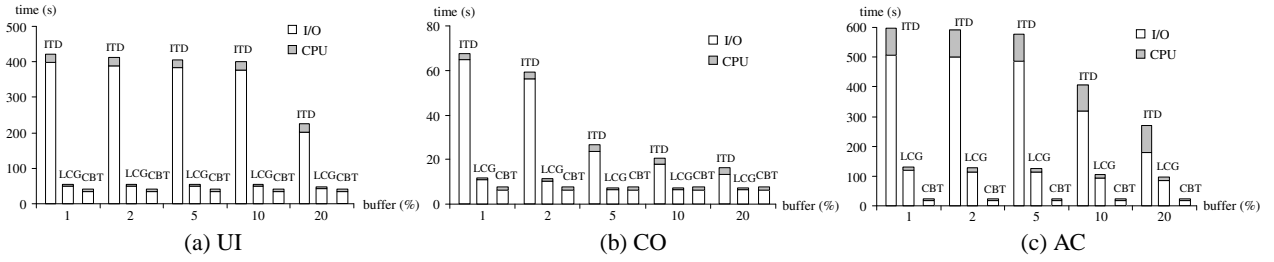 time (s)
500
400
300
200
100
0
ITD
LCG CBT
ITD
LCG CBT
ITD
LCG CBT
ITD
LCG CBT
ITD
LCG CBT
I/O
CPU
1 2 5 10 20
buffer (%)
(a) UI
time (s)
80
60
40
20
0
ITD
LCG
CBT
ITD
LCG
CBT
ITD
LCG CBT
ITD
LCG CBT
ITD
LCG CBT
I/O
CPU
1 2 5 10 20
buffer (%)
(b) CO
time (s)
600
500
400
300
200
100
0
ITD
LCG
CBT
ITD
LCG
CBT
ITD
LCG
CBT
ITD
LCG
CBT
ITD
LCG
CBT
I/O
CPU
1 2 5 10 20
buffer (%)
(c) AC